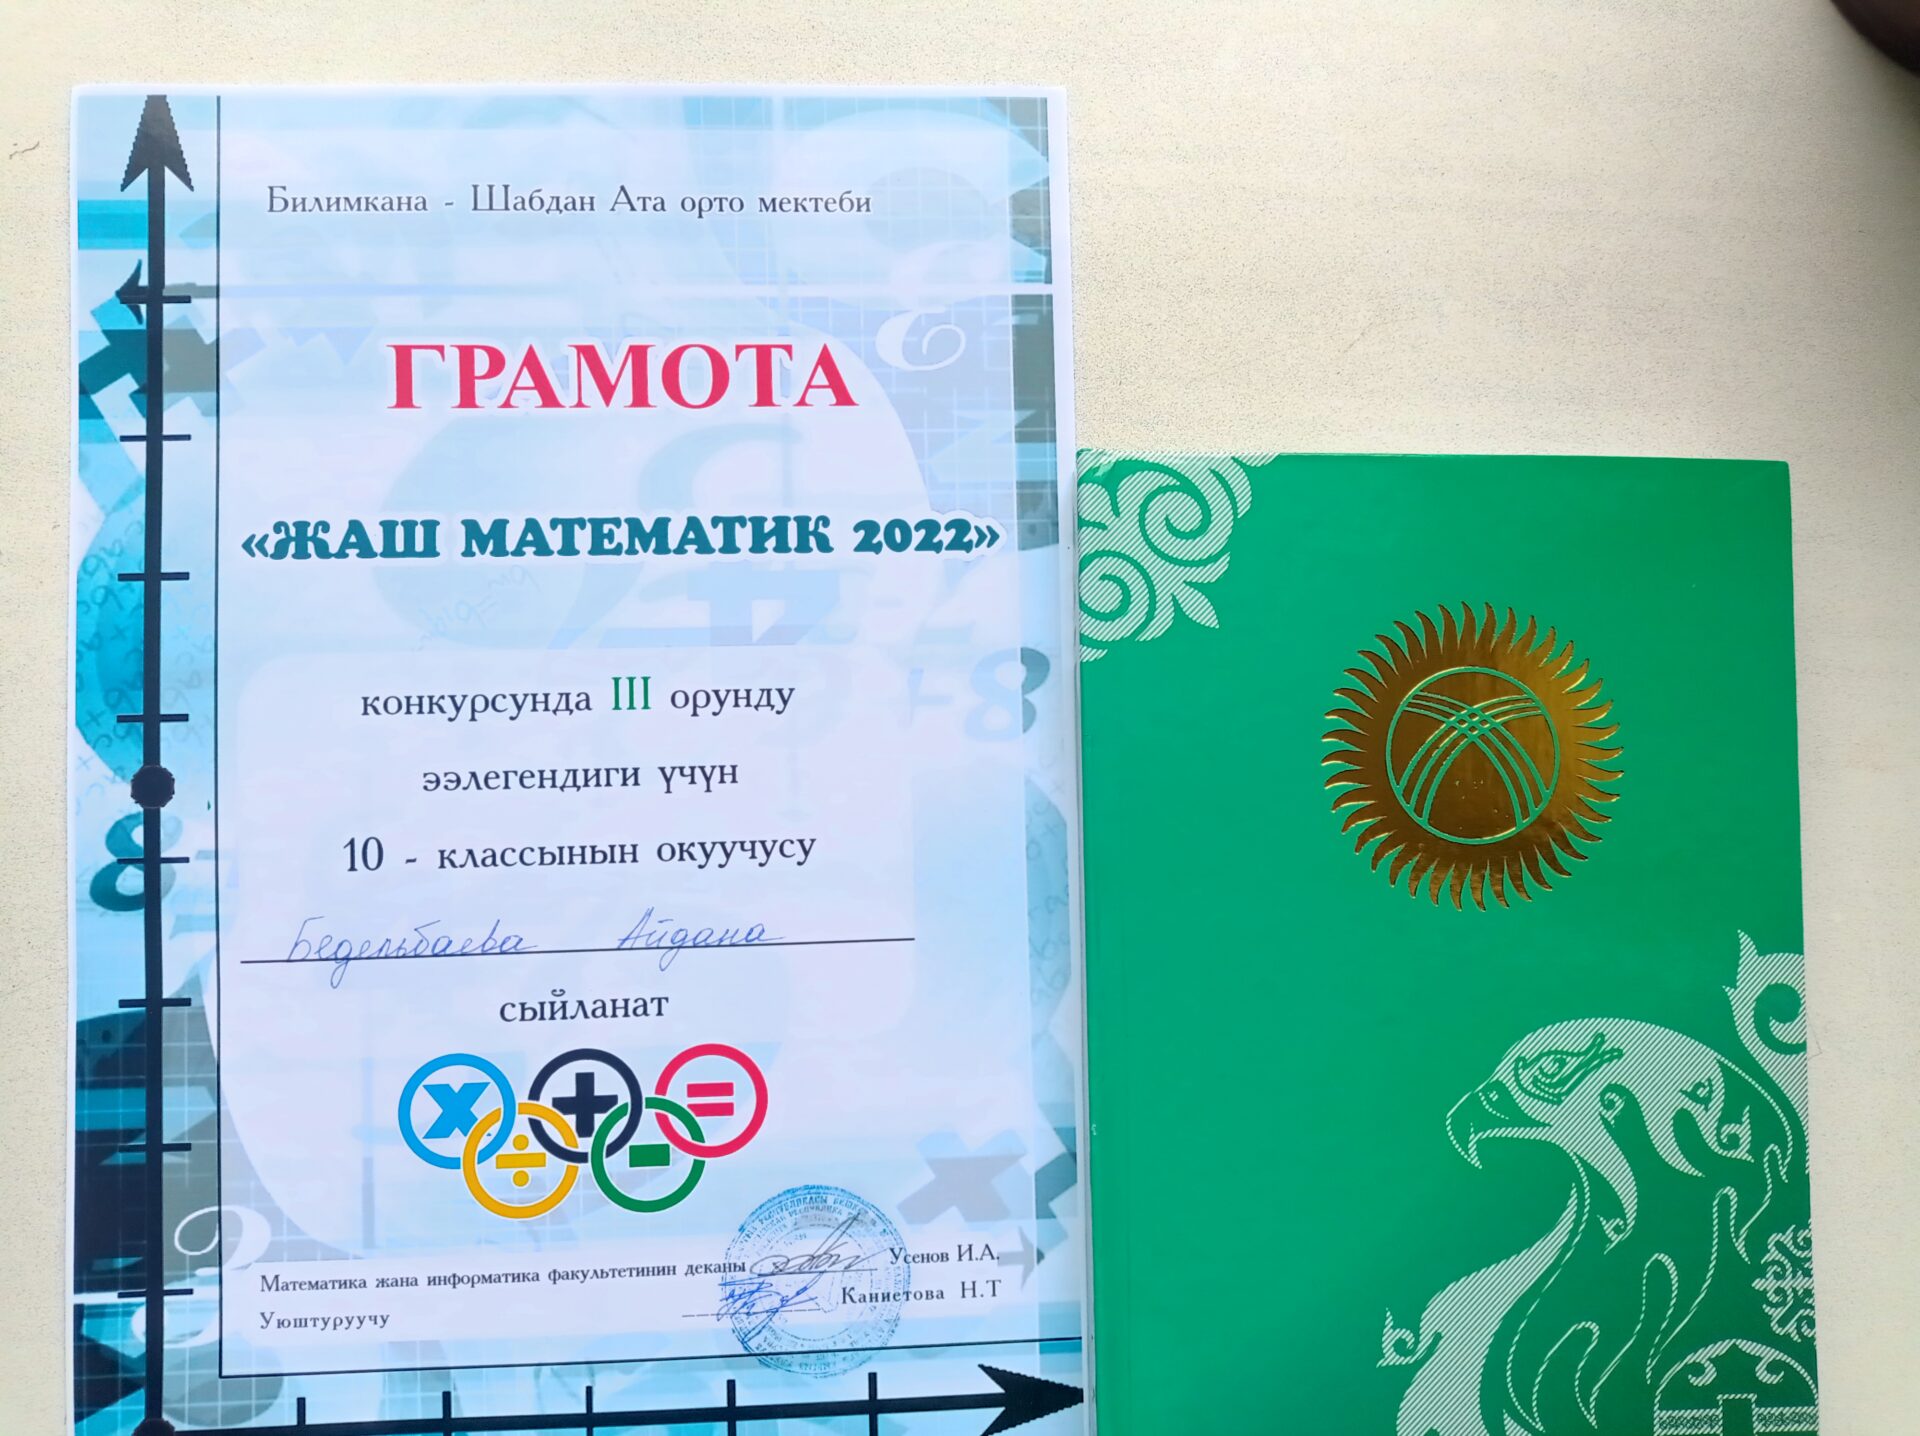 Билимкана - Шабдан Ата орто мектеби
ГРАМОТА
«ЖАШ МАТЕМАТИК 2022»
конкурсунда III орунду
ээлегендиги үчүн
10 - классынын окуучусу
Бедельбаева Айдана
сыйланат
Математика жана информатика факультетинин деканы Усенов И.А.
Уюштуруучу Каниетова Н.Т